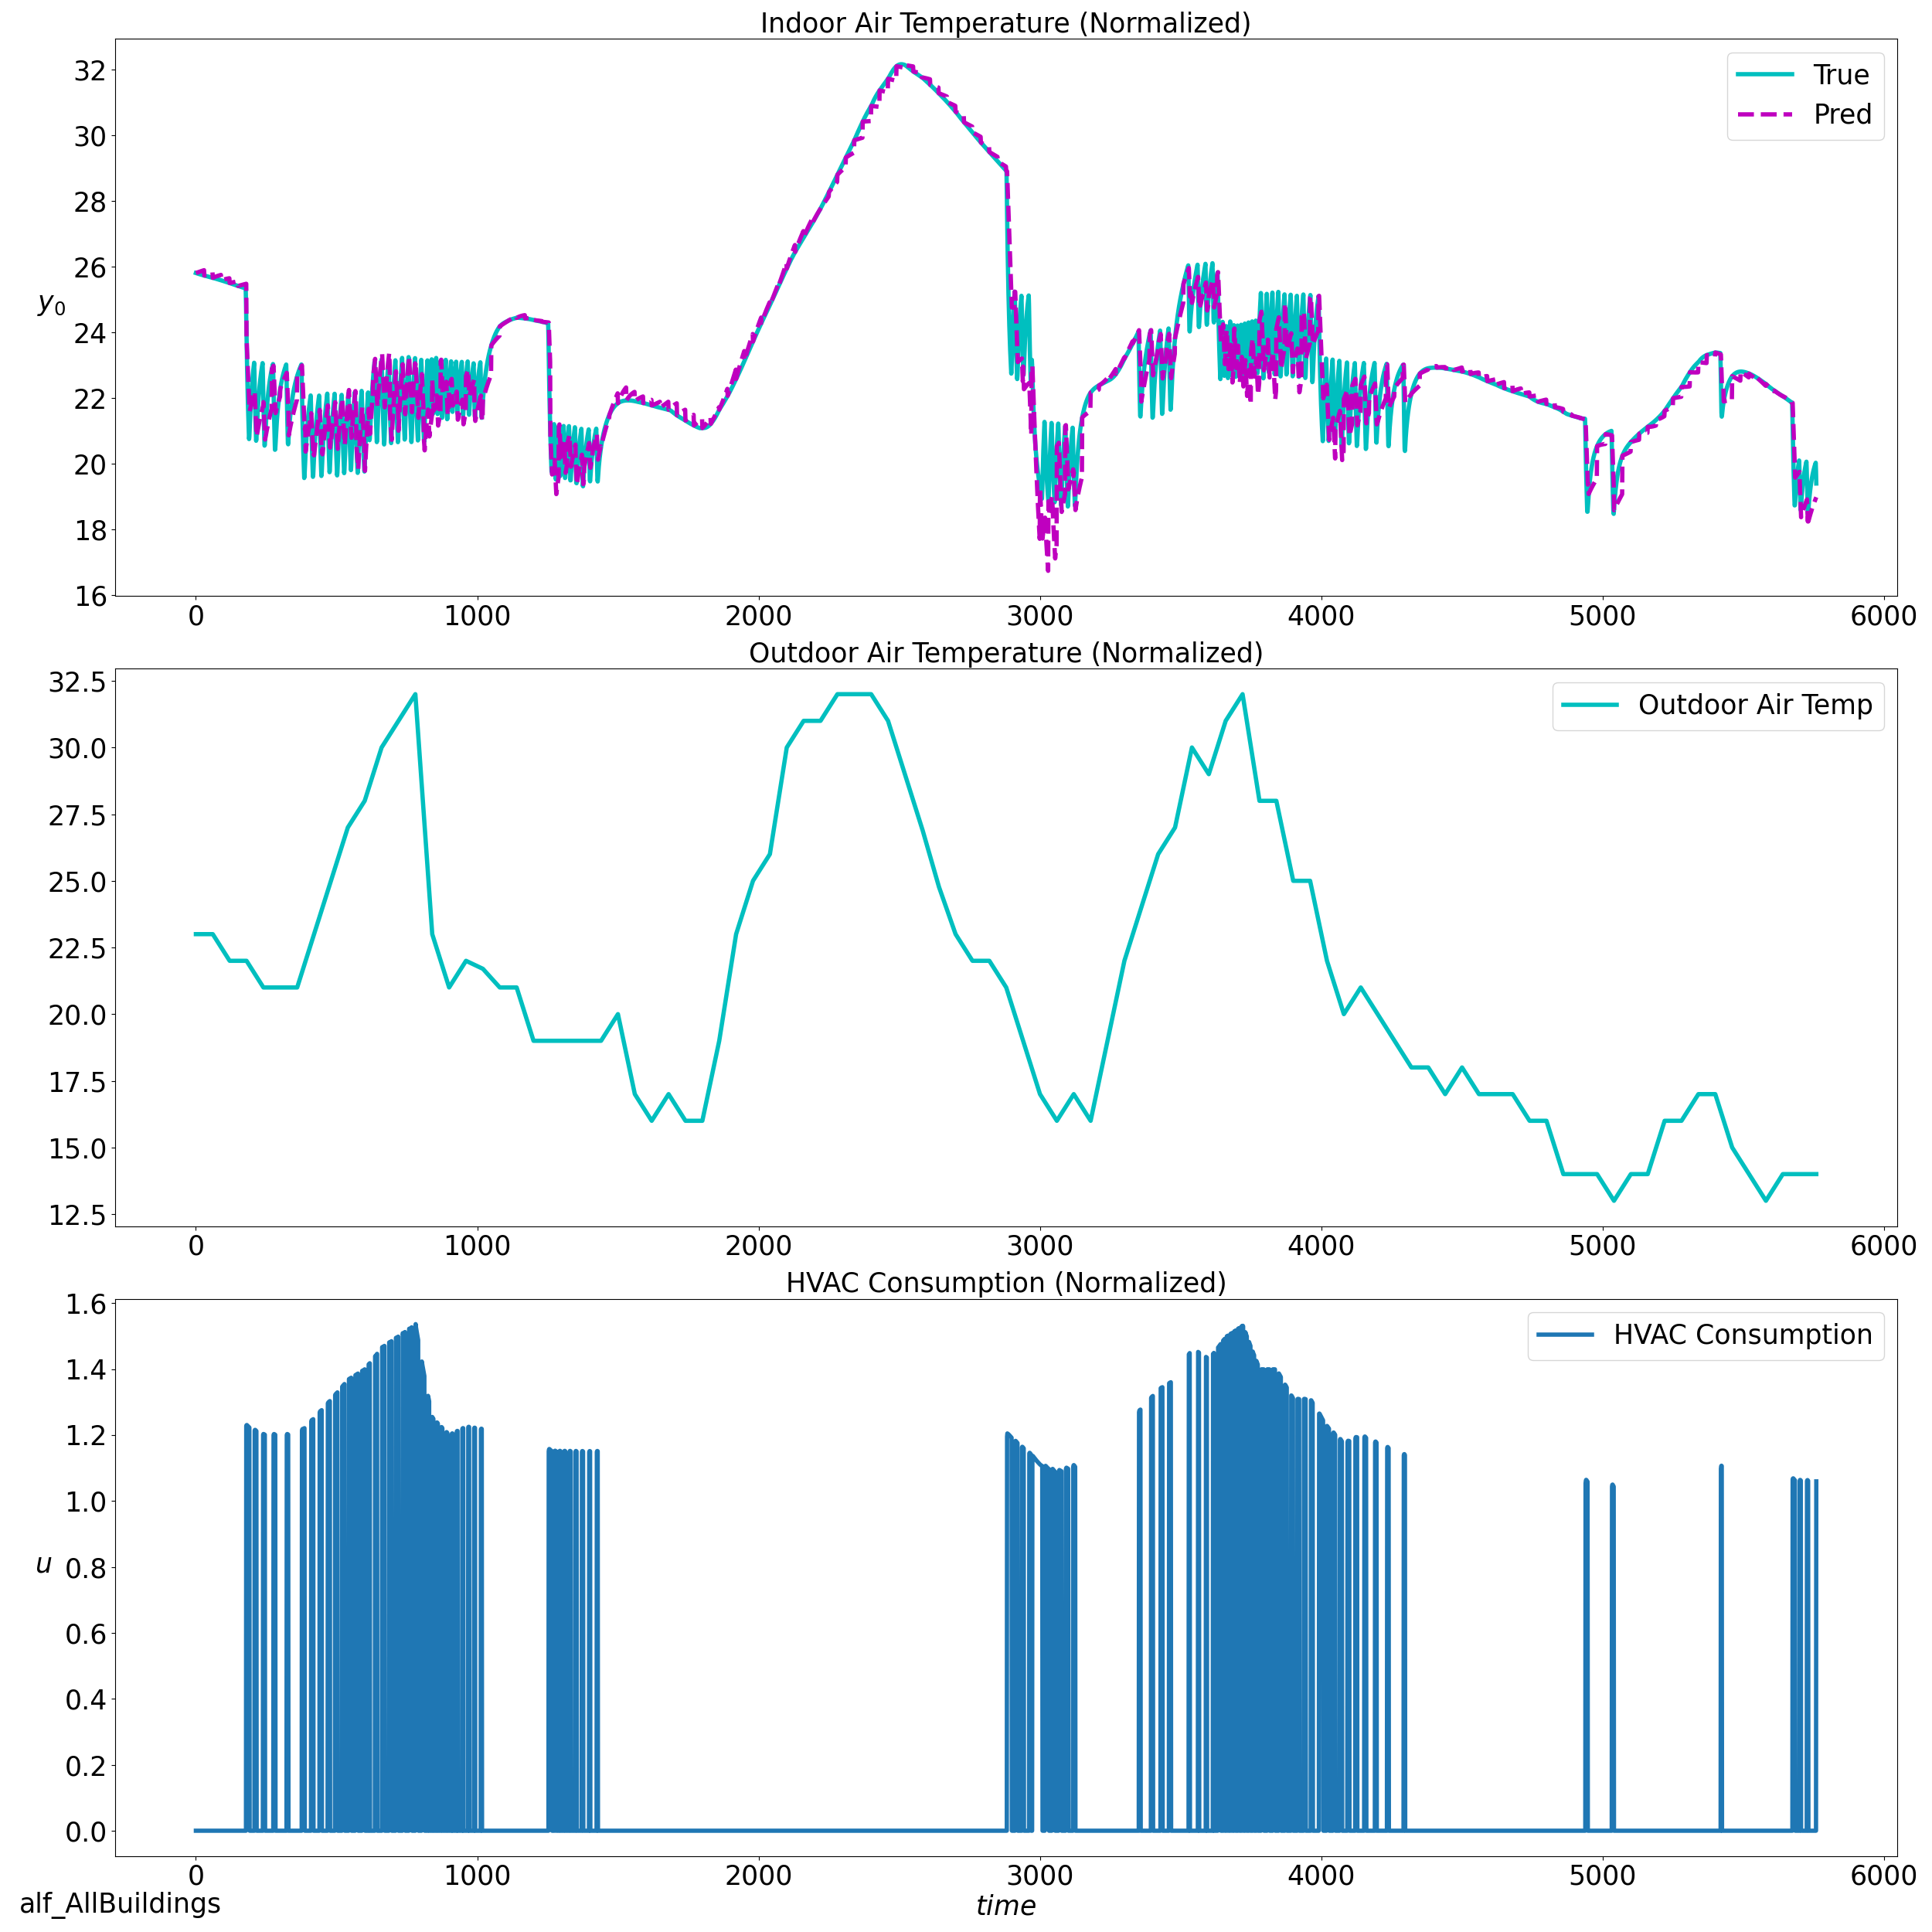 Indoor Air Temperature (Normalized)
True
Pred
32
30
28
26
24
22
20
18
16
y0
0 1000 2000 3000 4000 5000 6000
Outdoor Air Temperature (Normalized)
Outdoor Air Temp
32.5
30.0
27.5
25.0
22.5
20.0
17.5
15.0
12.5
0 1000 2000 3000 4000 5000 6000
HVAC Consumption (Normalized)
HVAC Consumption
1.6
1.4
1.2
1.0
0.8
0.6
0.4
0.2
0.0
u
0 1000 2000 3000 4000 5000 6000
alf_AllBuildings
time